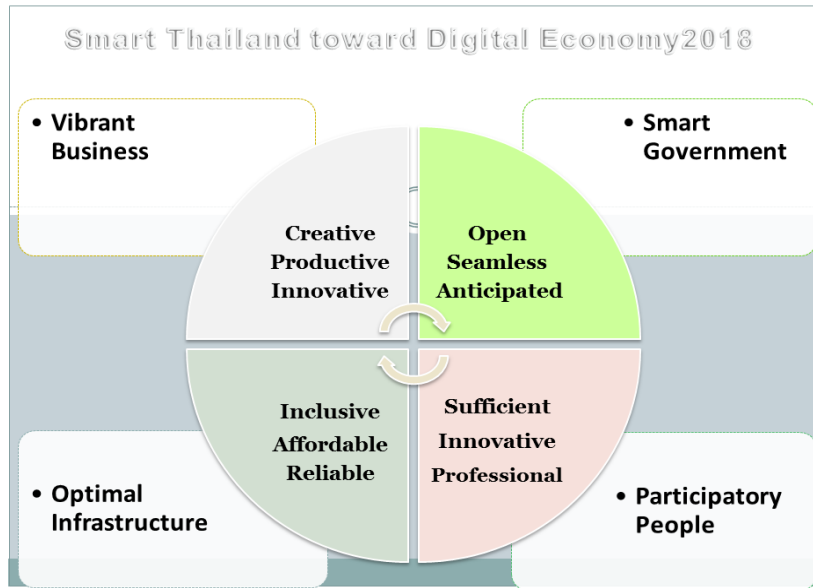 Smart Thailand toward Digital Economy2018
• Vibrant
Business
• Smart
Government
Creative
Productive
Innovative
Open
Seamless
Anticipated
Inclusive
Affordable
Reliable
Sufficient
Innovative
Professional
• Optimal
Infrastructure
• Participatory
People